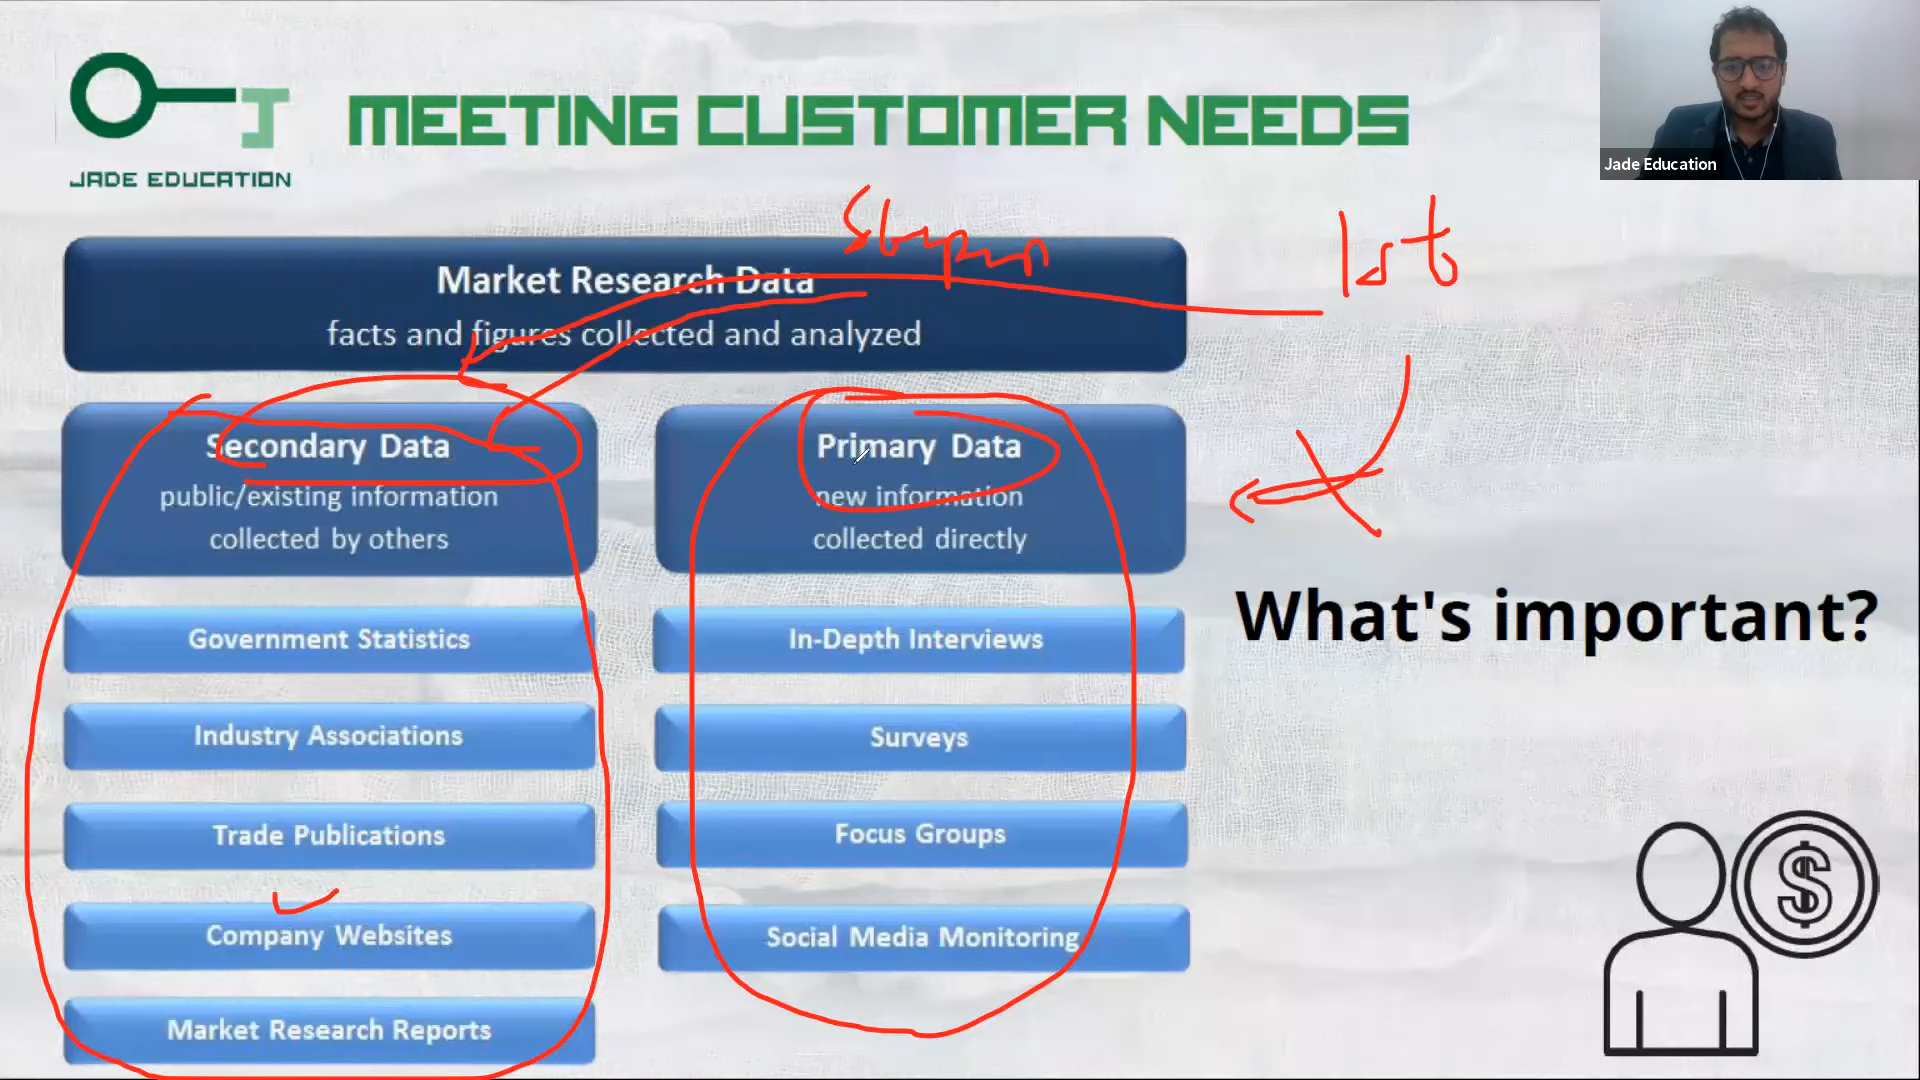 JADE EDUCATION
MEETING CUSTOMER NEEDS
Jade Education
1st
Market Research Data
facts and figures collected and analyzed
Secondary Data
public/existing information
collected by others
Government Statistics
Industry Associations
Trade Publications
Company Websites
Market Research Reports
Primary Data
new information
collected directly
In-Depth Interviews
Surveys
Focus Groups
Social Media Monitoring
What's important?
$